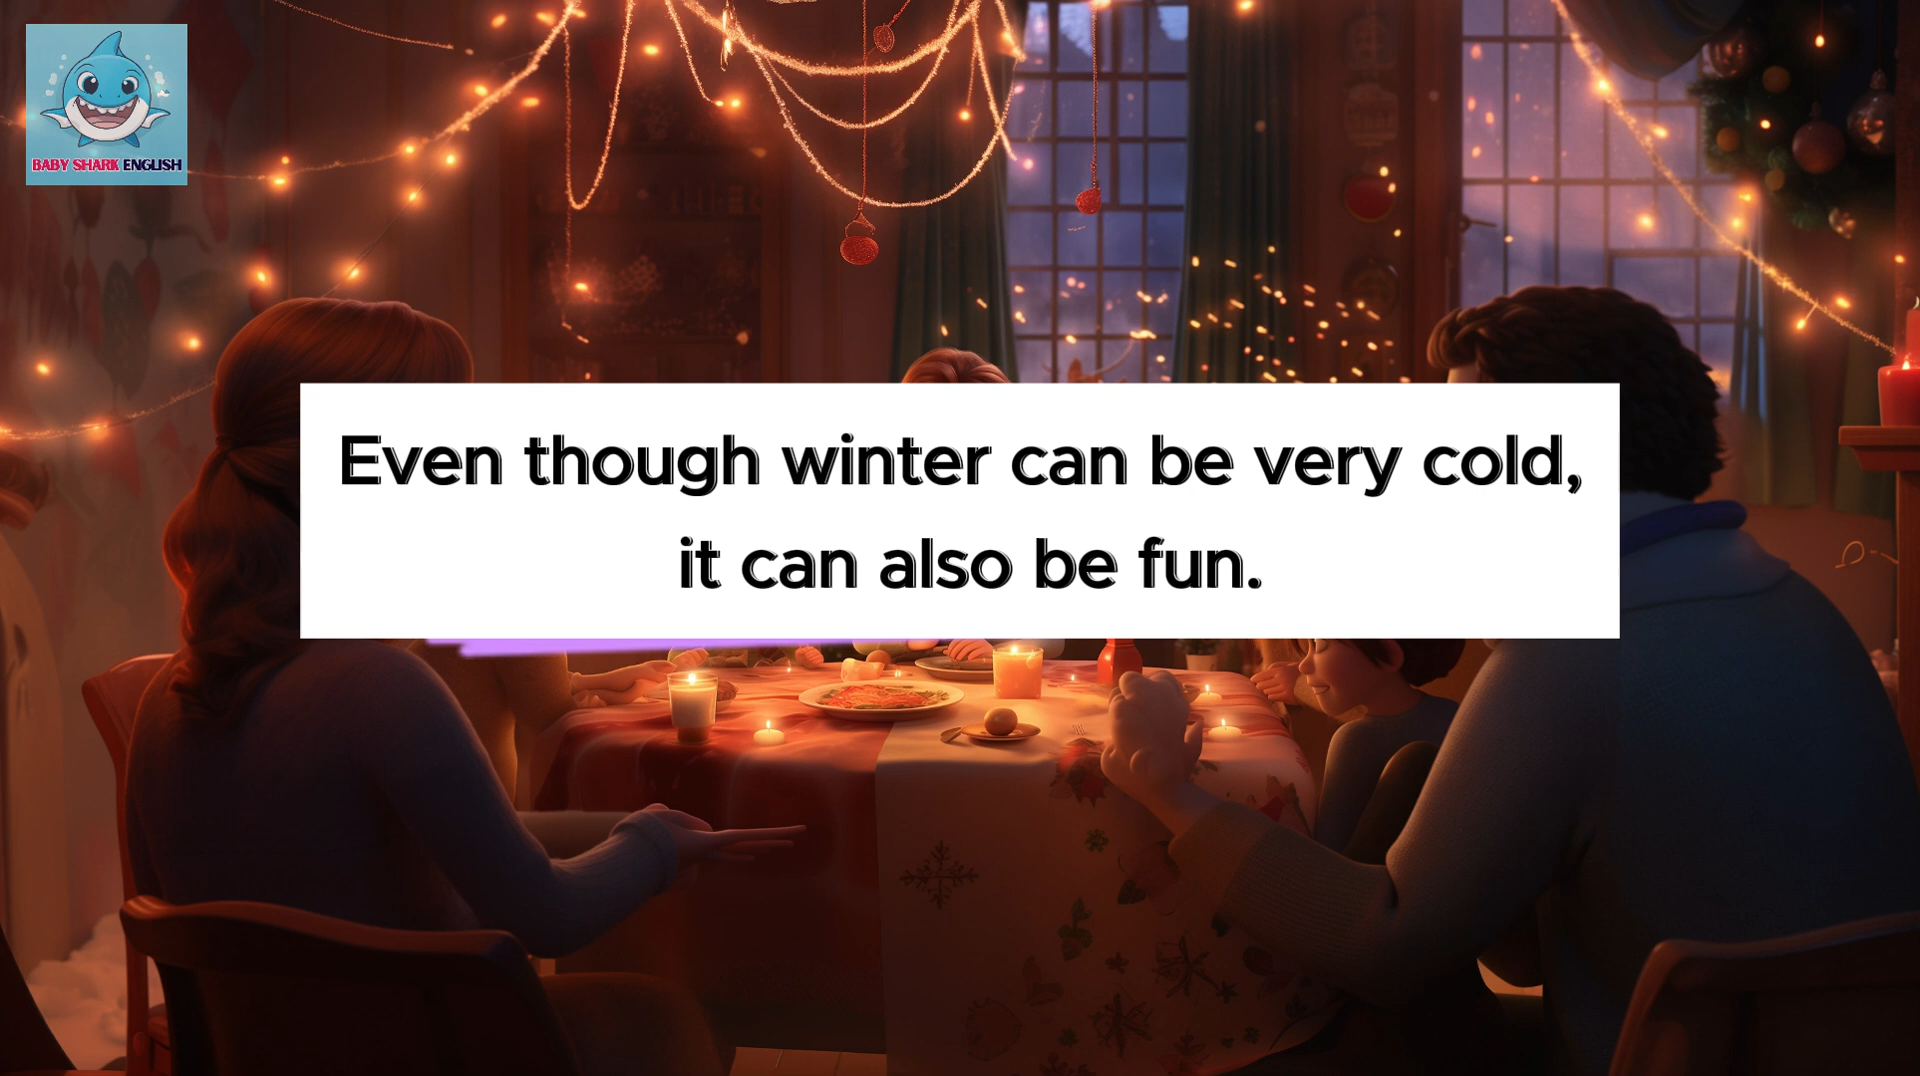 BABY SHARK ENGLISH
Even though winter can be very cold,
it can also be fun.